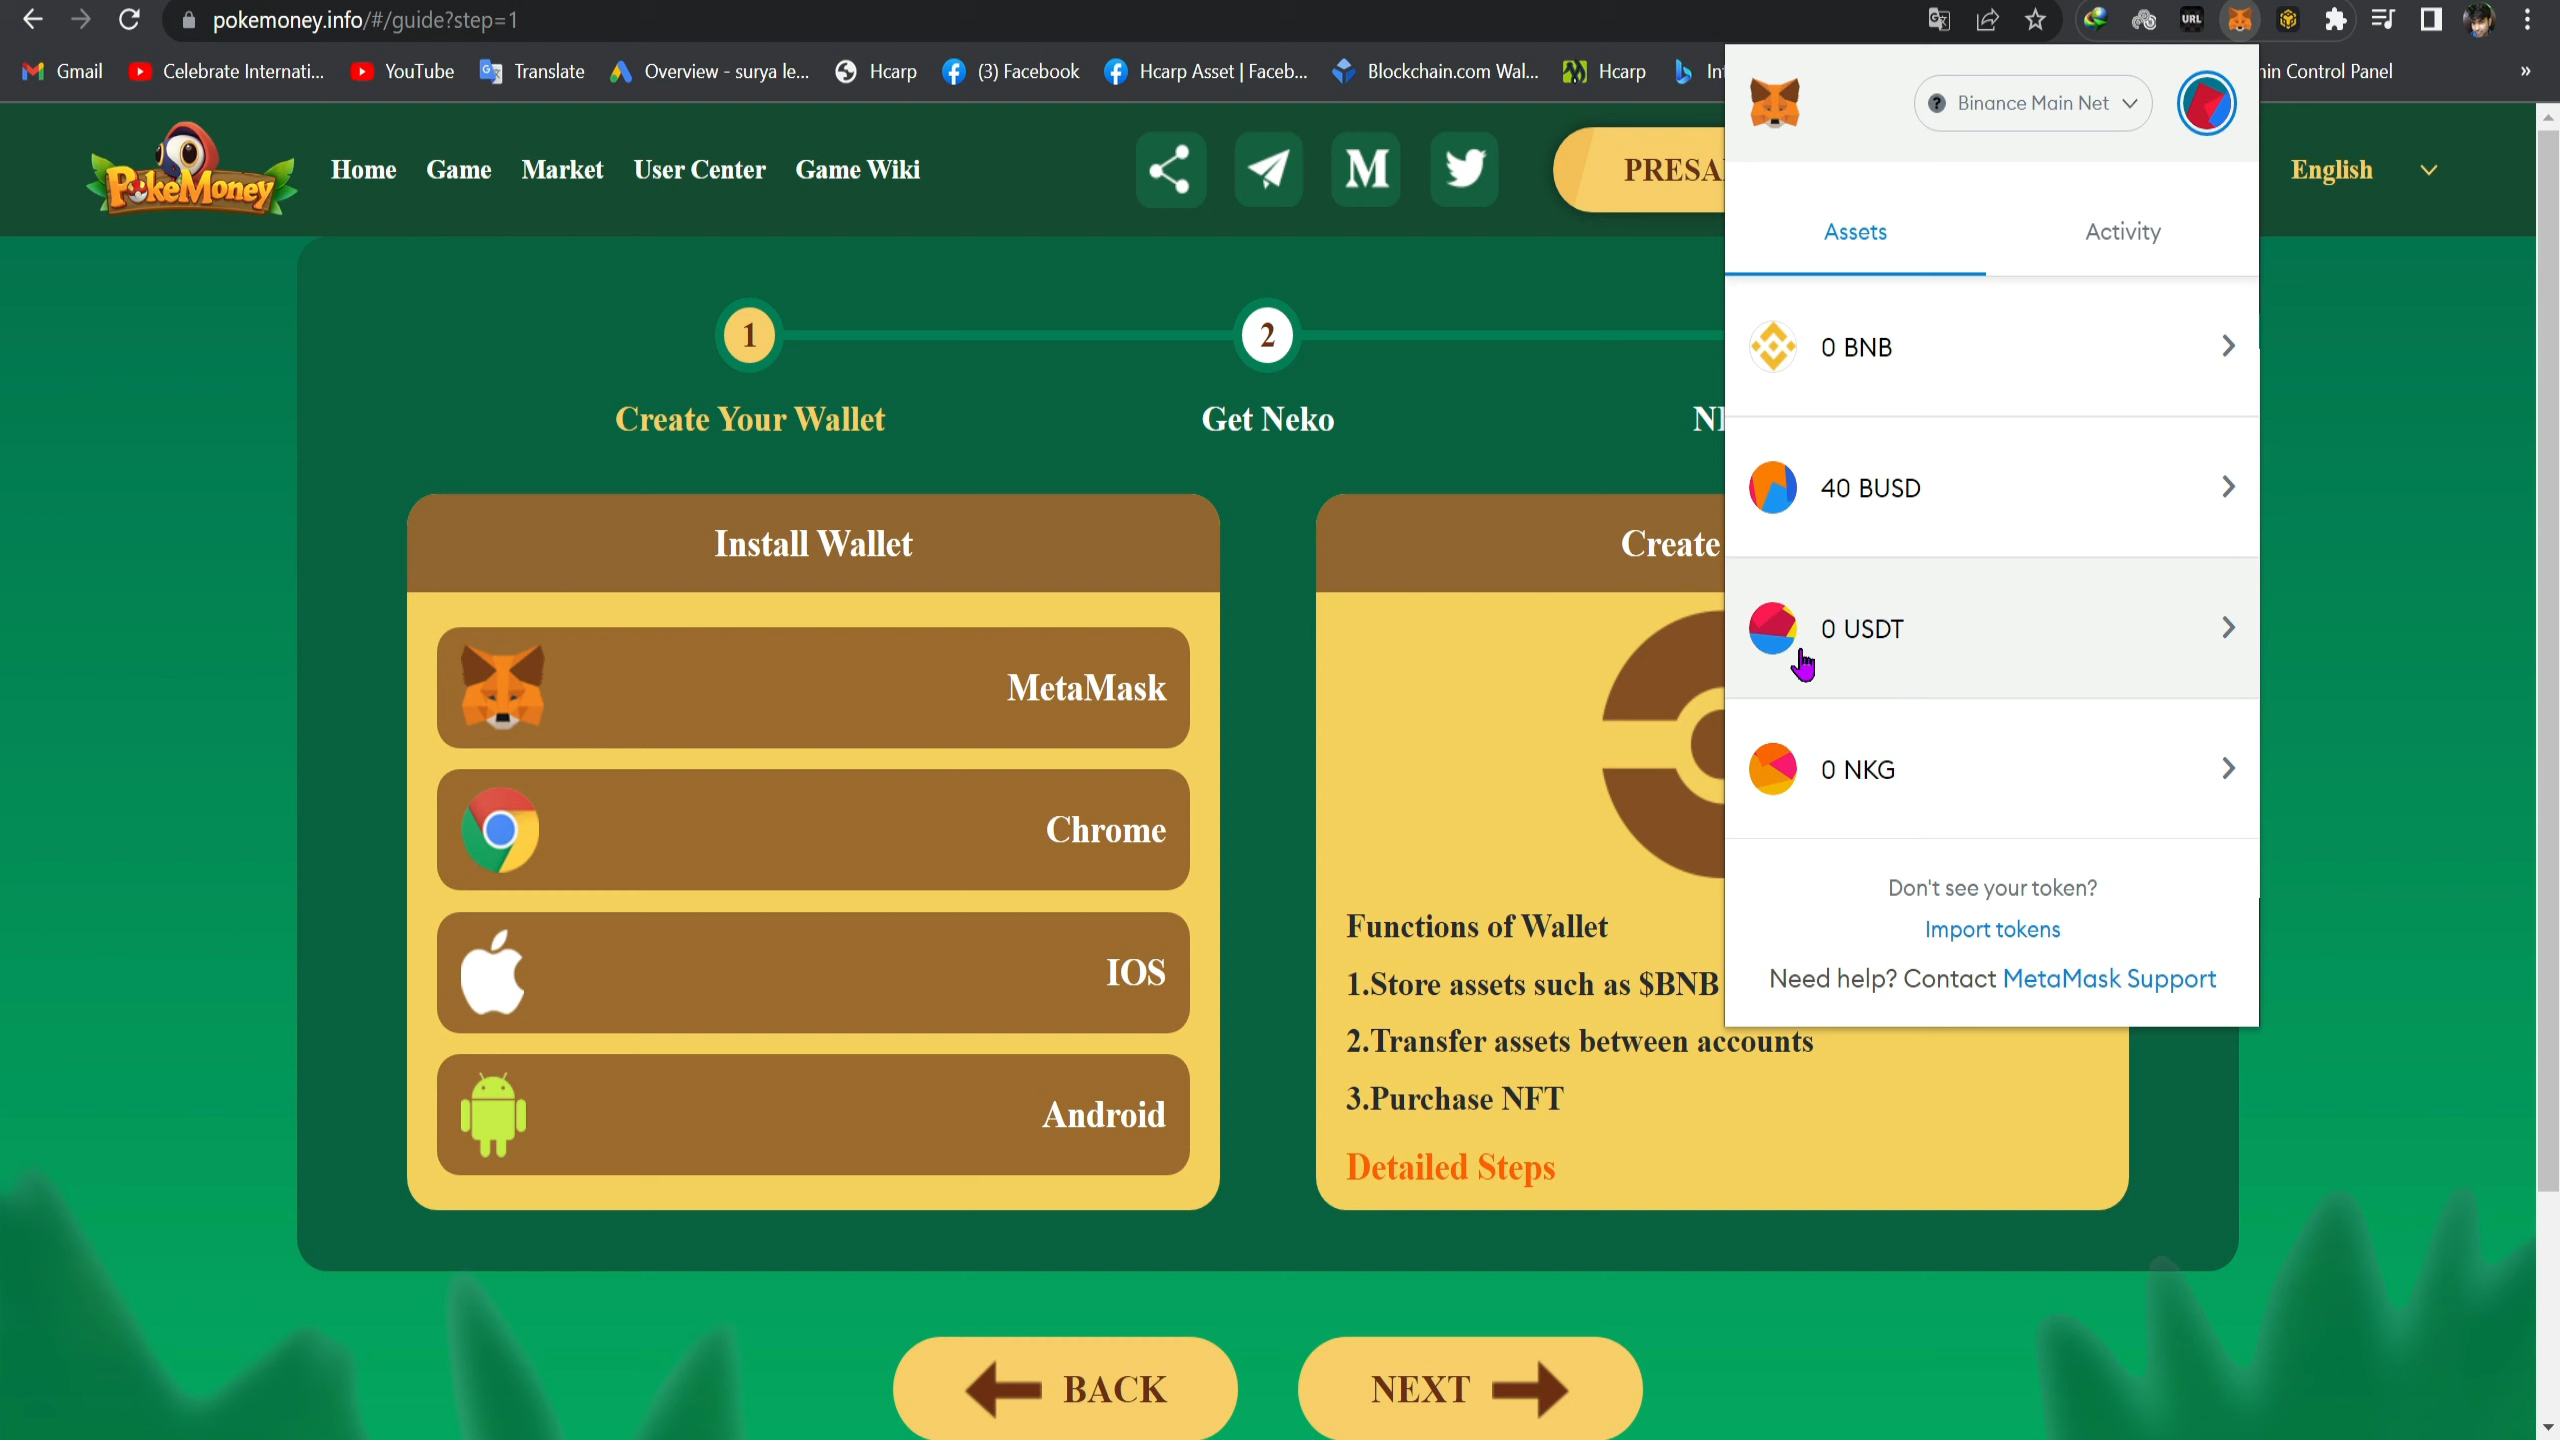 pokemoney.info/#/guide?step=1
URL
Gmail
Celebrate Internati...
YouTube
Translate
Overview - surya le...
Hcarp
(3) Facebook
Hcarp Asset | Faceb...
Blockchain.com Wal...
Hcarp
in Control Panel
»
PokeMoney
Home
Game
Market
User Center
Game Wiki
M
PRESA
English
Binance Main Net
Assets
Activity
0 BNB
40 BUSD
0 USDT
0 NKG
Don't see your token?
Import tokens
Need help? Contact MetaMask Support
1
2
Create Your Wallet
Get Neko
Install Wallet
MetaMask
Chrome
IOS
Android
Create
Functions of Wallet
1.Store assets such as $BNB
2.Transfer assets between accounts
3.Purchase NFT
Detailed Steps
BACK
NEXT